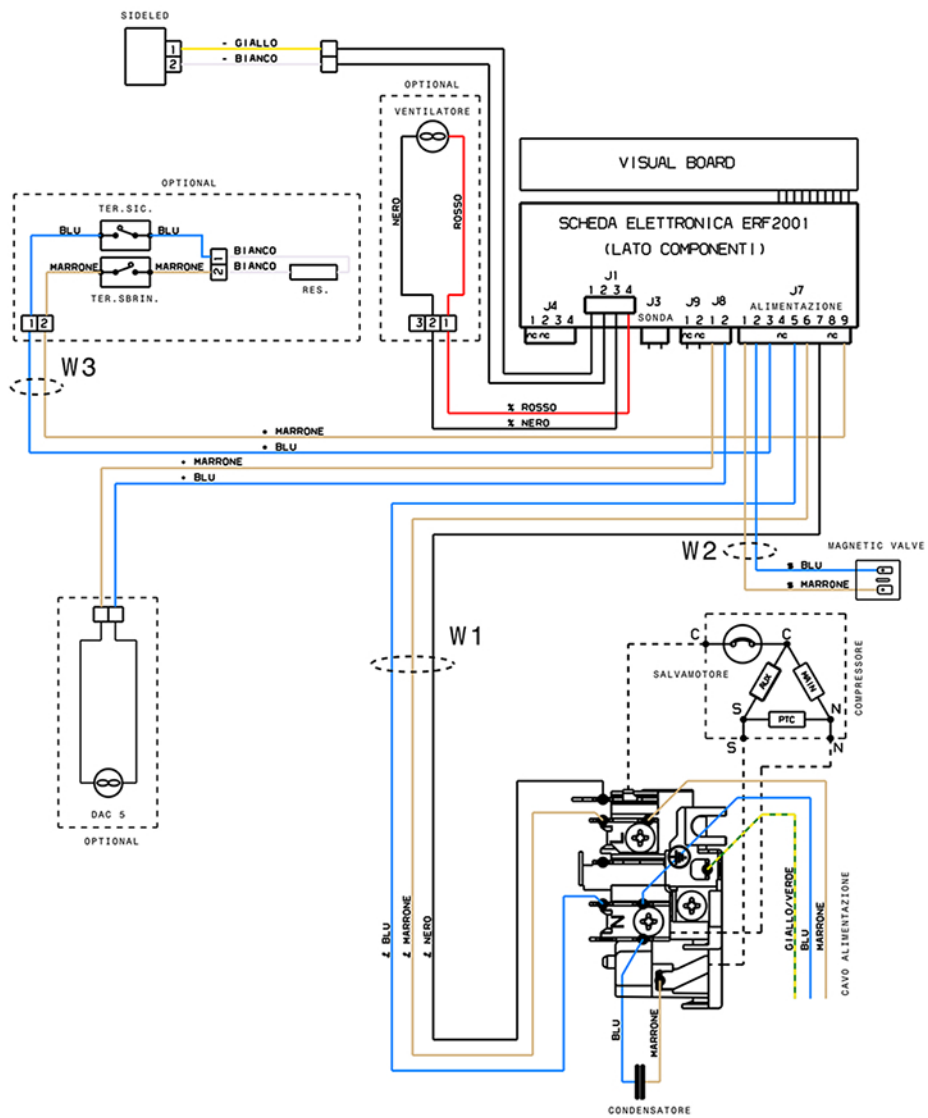 SIDELED
1
- GIALLO
2
- BIANCO
OPTIONAL
VENTILATORE
NERO
ROSSO
3 2 1
VISUAL BOARD
SCHEDA ELETTRONICA ERF2001
(LATO COMPONENTI)
J1
1 2 3 4
J4
1 2 3 4
nc nc
J3
SONDA
J9 J8
1 2 1 2
nc nc
J7
ALIMENTAZIONE
1 2 3 4 5 6 7 8 9
nc nc
OPTIONAL
TER.SIC.
BLU
BLU
MARRONE
MARRONE
TER.SBRIN.
1
2
BIANCO
BIANCO
RES.
1 2
W3
% ROSSO
% NERO
• MARRONE
• BLU
• MARRONE
• BLU
W2
MAGNETIC VALVE
BLU
MARRONE
W1
C
C
SALVAMOTORE
AUX
MAIN
S
PTC
N
S
N
COMPRESSORE
DAC 5
OPTIONAL
BLU
MARRONE
NERO
L
N
GIALLO/VERDE
BLU
MARRONE
CAVO ALIMENTAZIONE
BLU
MARRONE
CONDENSATORE